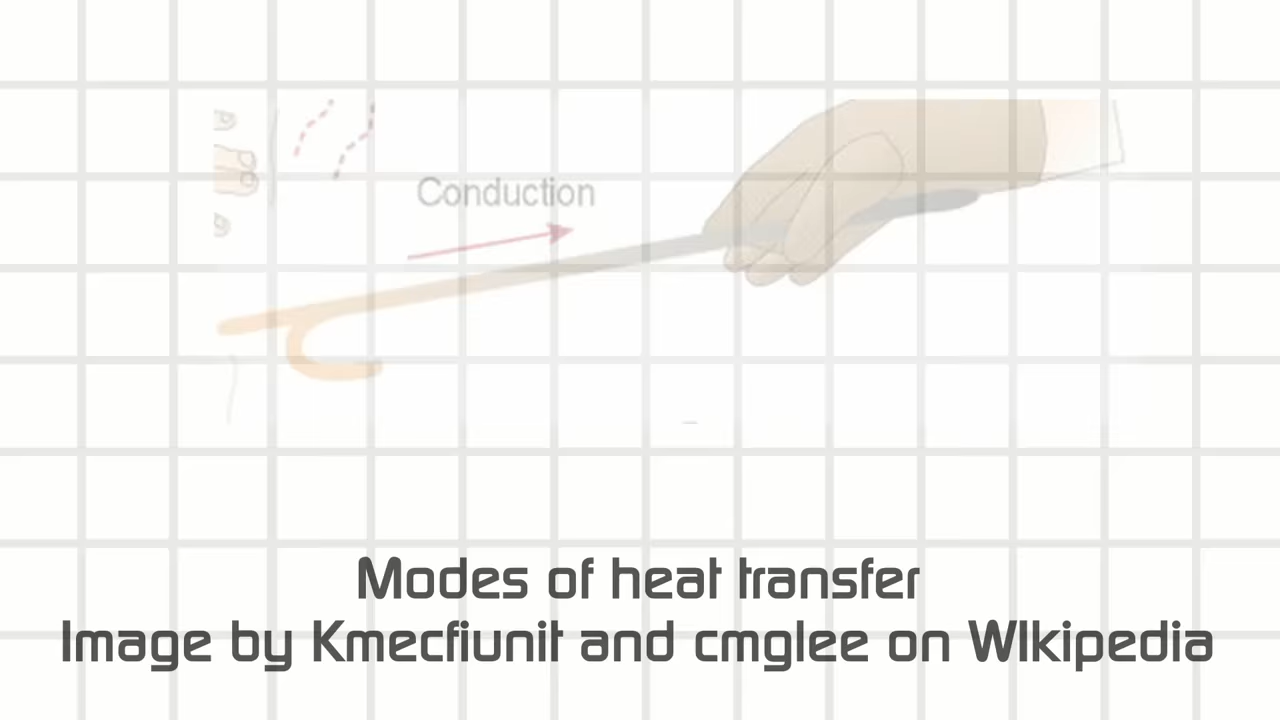 Conduction
Modes of heat transfer
Image by Kmecfiunit and cmglee on WIkipedia